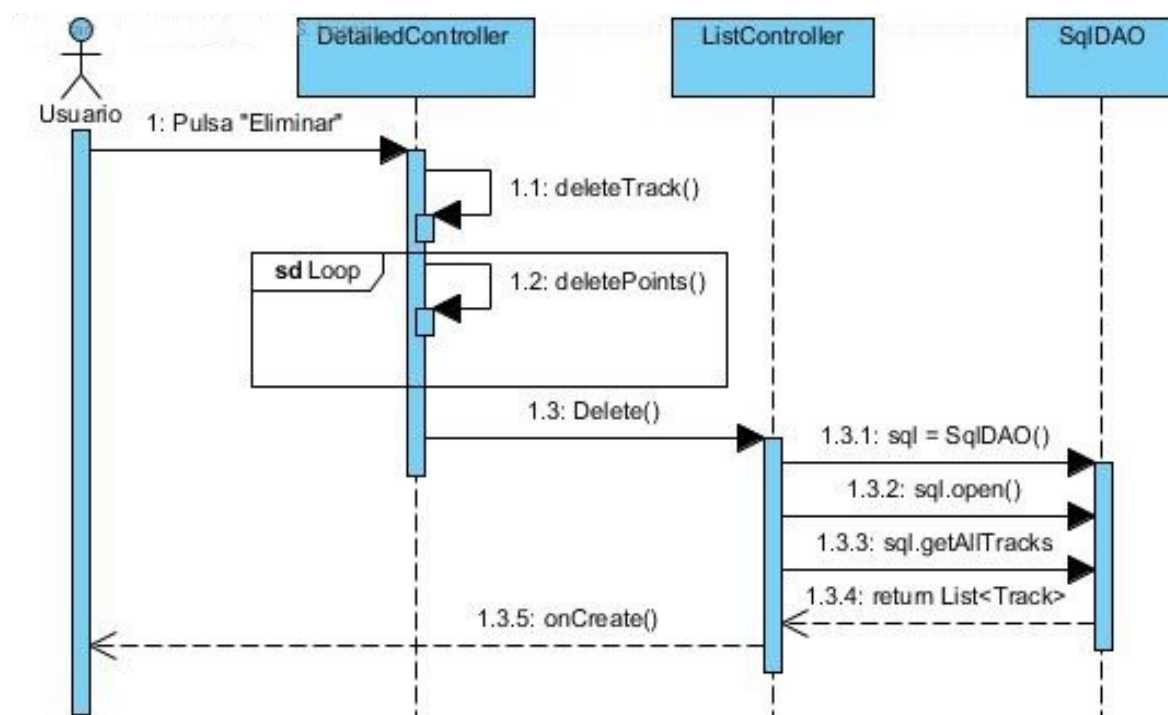 DetailedController
ListController
SqlDAO
Usuario
1: Pulsa "Eliminar"
1.1: deleteTrack()
sd Loop
1.2: deletePoints()
1.3: Delete()
1.3.1: sql = SqlDAO()
1.3.2: sql.open()
1.3.3: sql.getAllTracks
1.3.4: return List<Track>
1.3.5: onCreate()